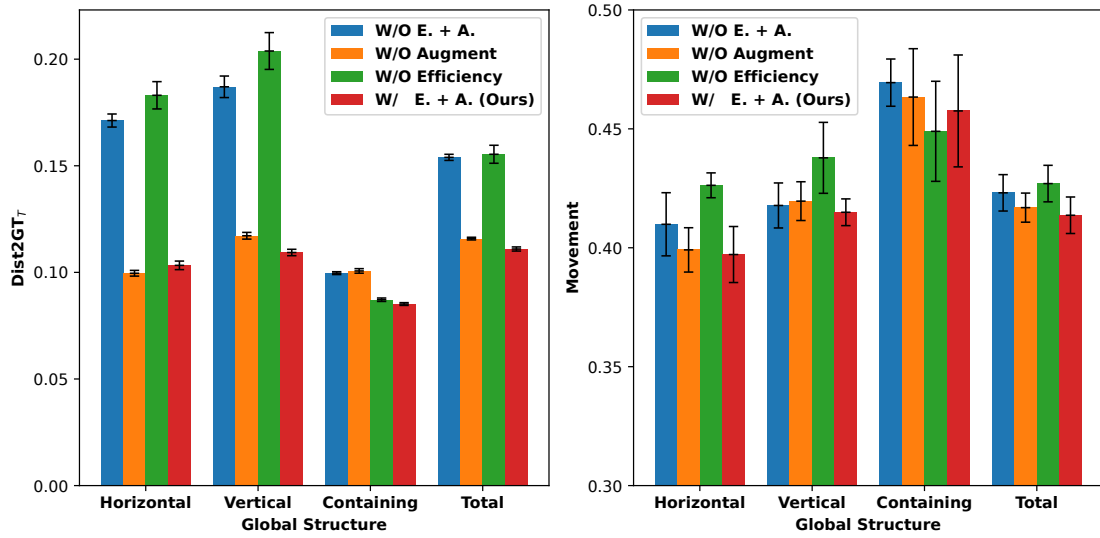 Dist2GT_T
0.20
0.15
0.10
0.05
0.00
W/O E. + A.
W/O Augment
W/O Efficiency
W/ E. + A. (Ours)
Horizontal Vertical Containing Total
Global Structure
Movement
0.50
0.45
0.40
0.35
0.30
W/O E. + A.
W/O Augment
W/O Efficiency
W/ E. + A. (Ours)
Horizontal Vertical Containing Total
Global Structure